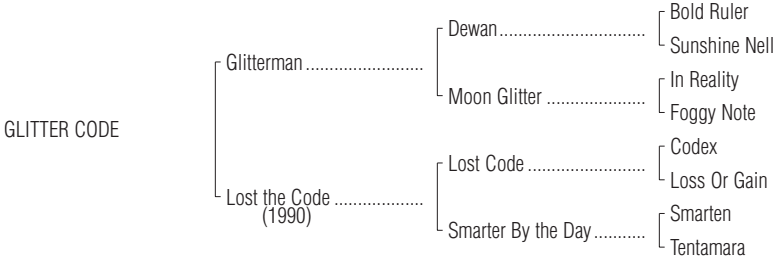 Bold Ruler
Dewan..............................
Sunshine Nell
Glitterman ........................
In Reality
Moon Glitter ....................
Foggy Note
GLITTER CODE
Codex
Lost Code ........................
Loss Or Gain
Lost the Code ..................
(1990)
Smarten
Smarter By the Day ...........
Tentamara